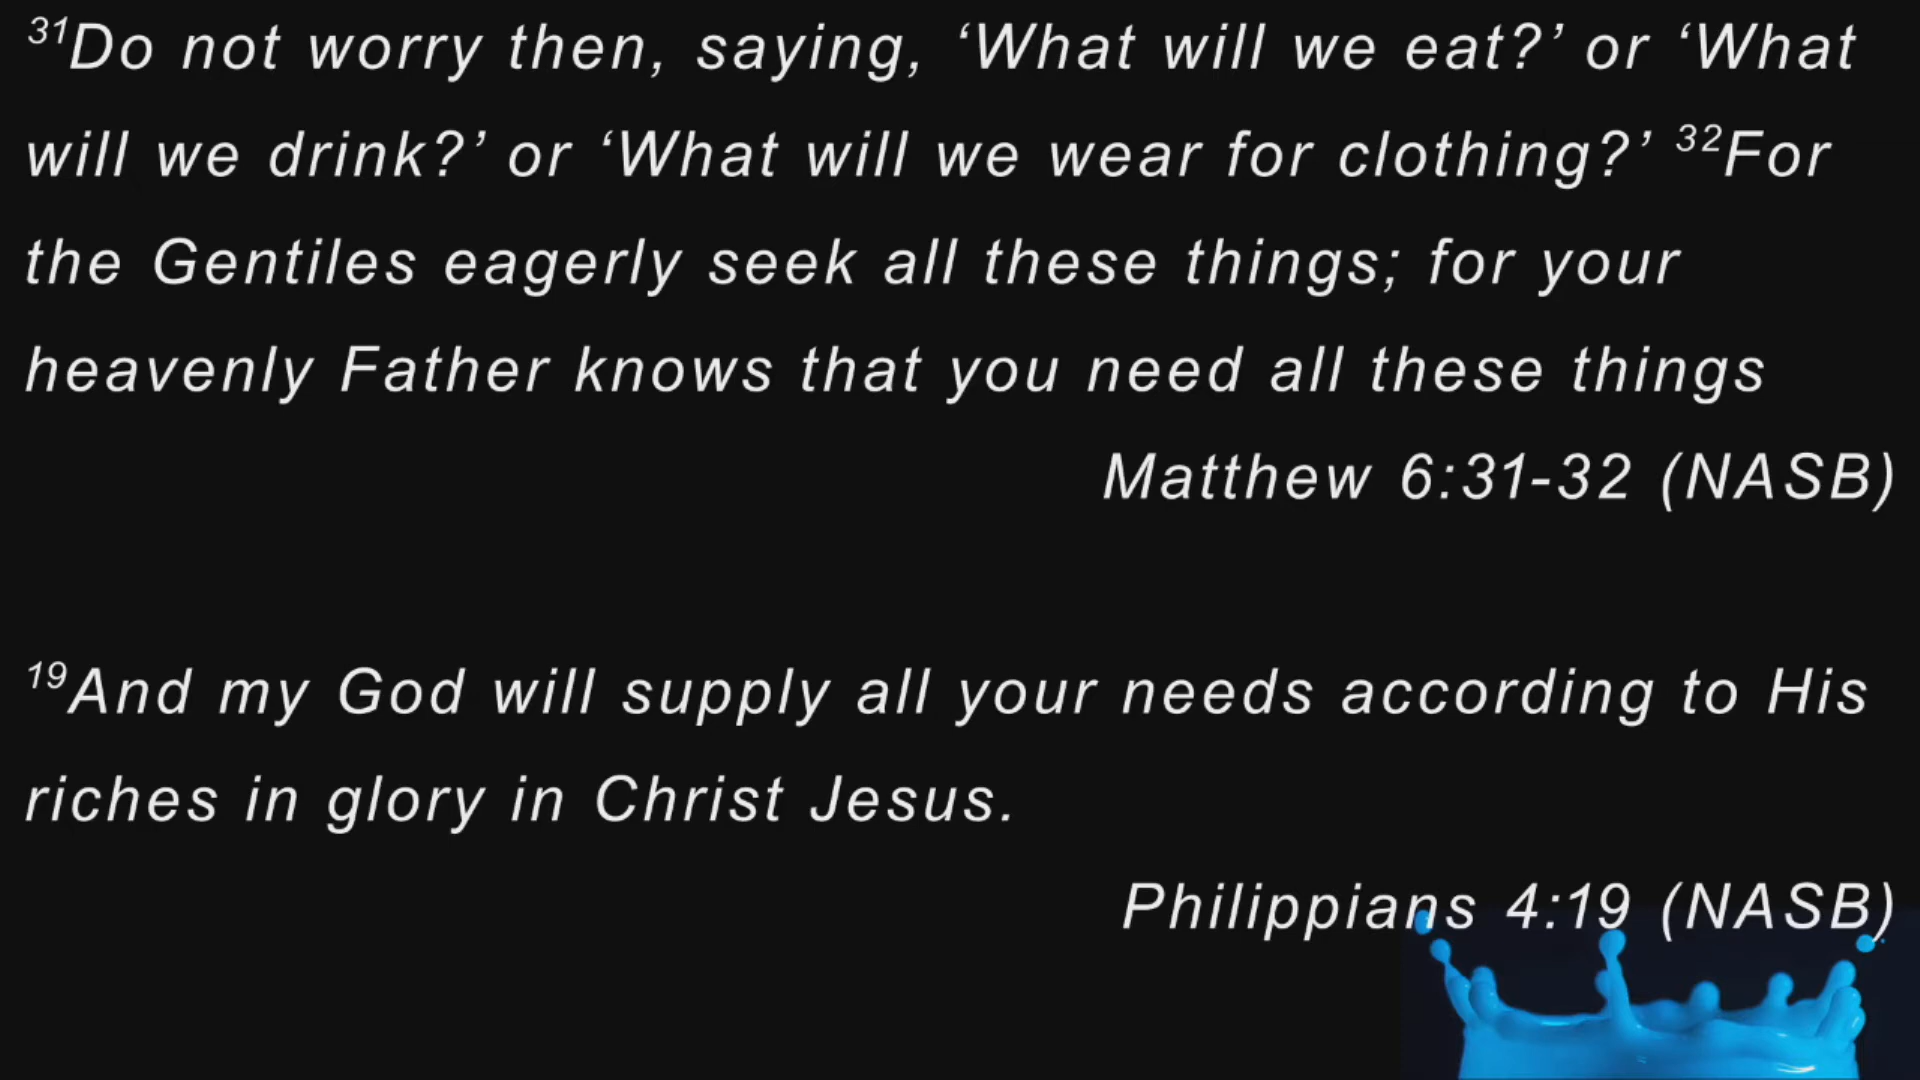 31Do not worry then, saying, ‘What will we eat?’ or ‘What
will we drink?’ or ‘What will we wear for clothing?’ 32For
the Gentiles eagerly seek all these things; for your
heavenly Father knows that you need all these things
Matthew 6:31-32 (NASB)
19And my God will supply all your needs according to His
riches in glory in Christ Jesus.
Philippians 4:19 (NASB)